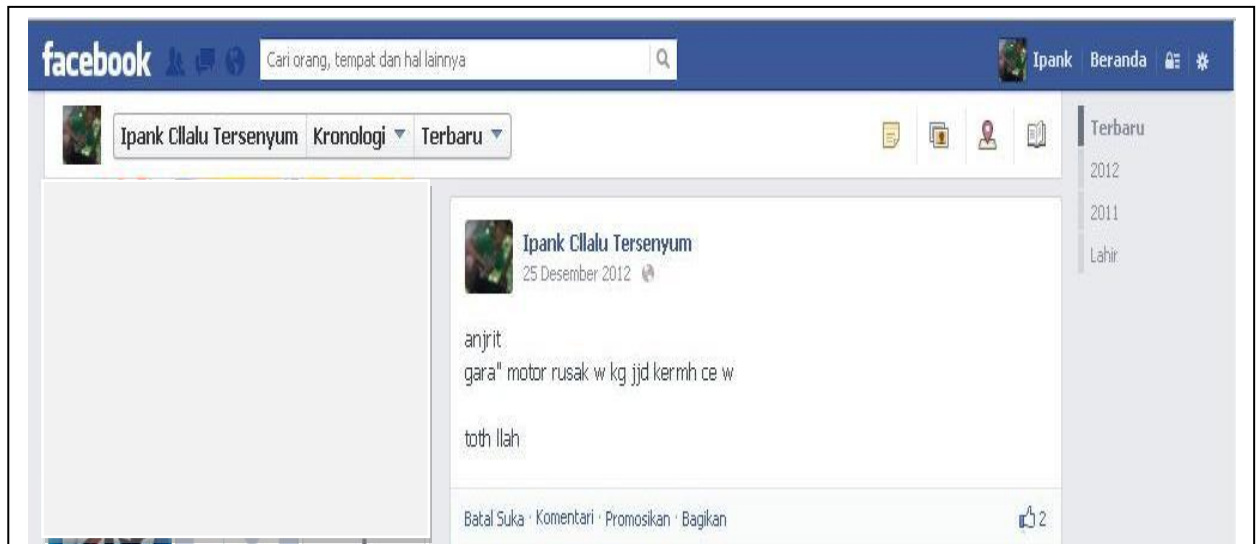 facebook
Cari orang, tempat dan hal lainnya
Ipank Beranda
Ipank Cllalu Tersenyum Kronologi Terbaru
Terbaru
2012
2011
Lahir
Ipank Cllalu Tersenyum
25 Desember 2012
anjrit
gara" motor rusak w kg jjd kermh ce w
toth llah
Batal Suka · Komentari · Promosikan · Bagikan 2